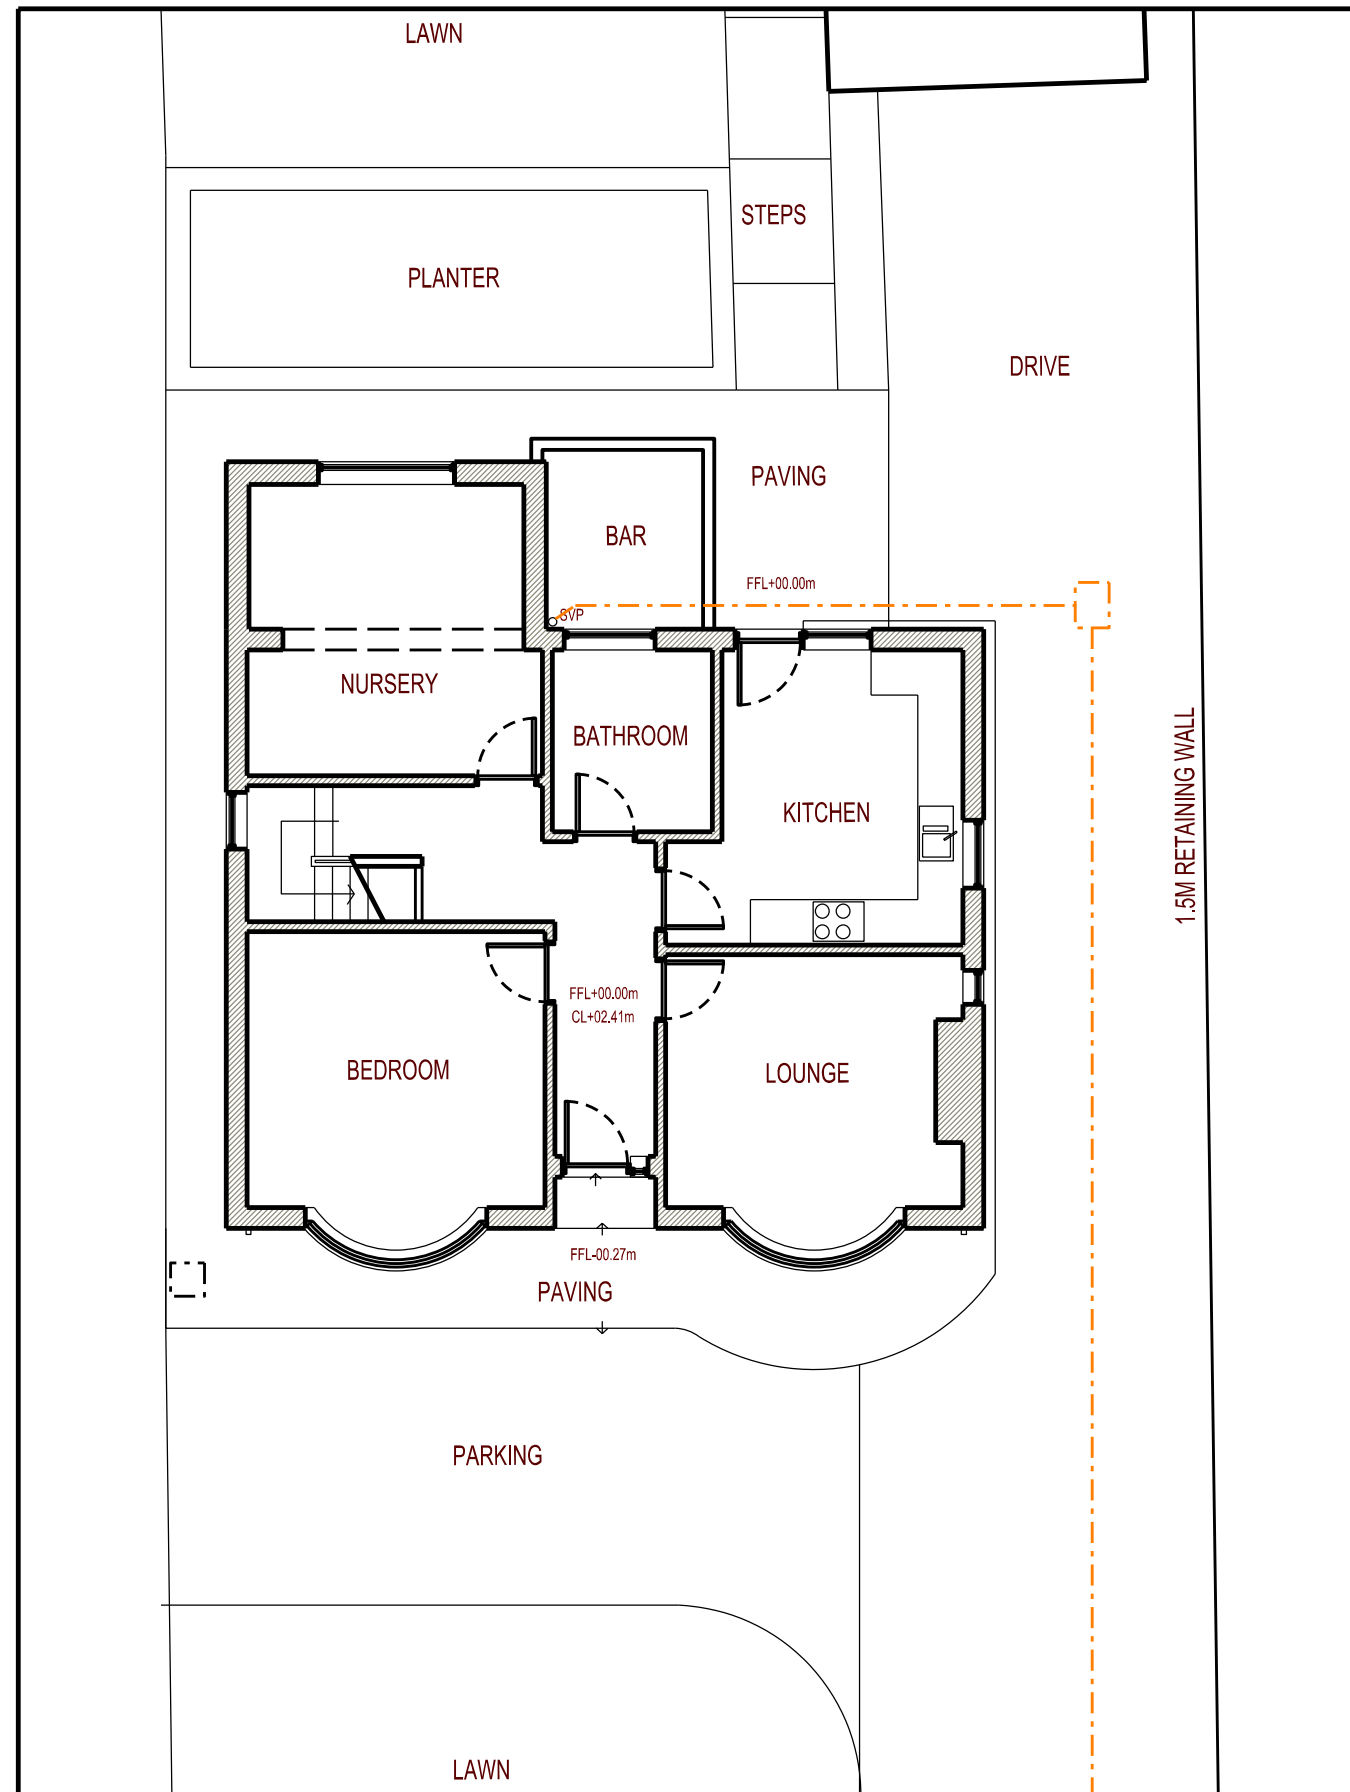 LAWN
STEPS
PLANTER
DRIVE
PAVING
BAR
FFL+00.00m
SVP
NURSERY
BATHROOM
KITCHEN
1.5M RETAINING WALL
FFL+00.00m
CL+02.41m
BEDROOM
LOUNGE
FFL-00.27m
PAVING
PARKING
LAWN